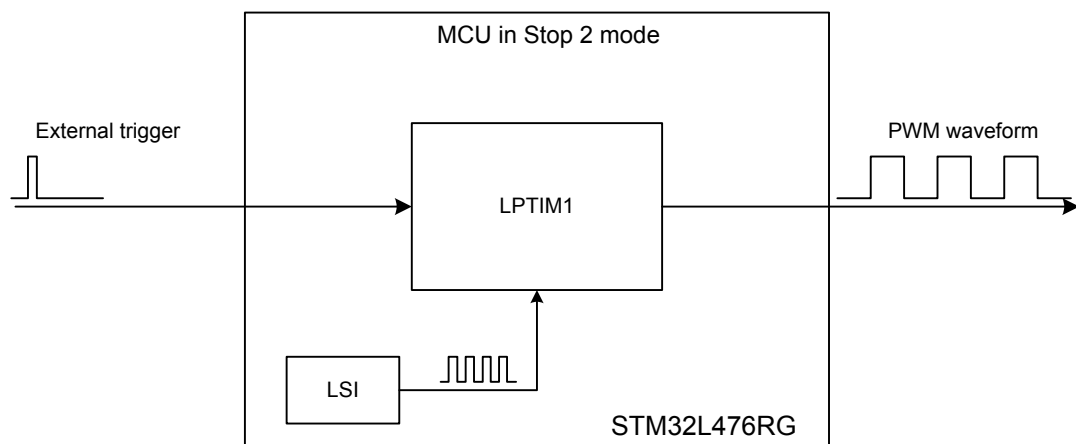 MCU in Stop 2 mode
External trigger
PWM waveform
LPTIM1
LSI
STM32L476RG